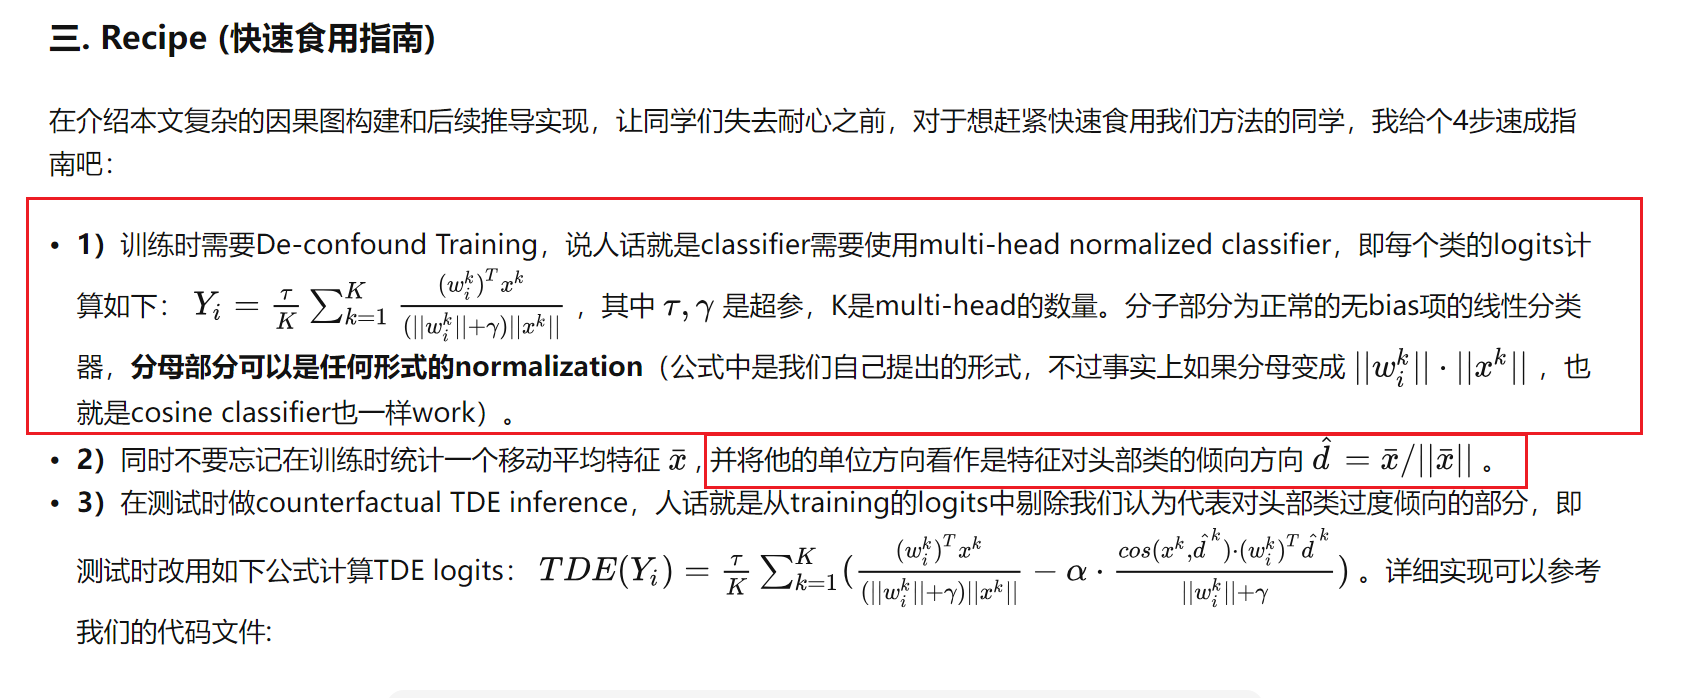 三. Recipe (快速食用指南)
在介绍本文复杂的因果图构建和后续推导实现，让同学们失去耐心之前，对于想赶紧快速食用我们方法的同学，我给个4步速成指
南吧：
• 1）训练时需要De-confound Training，说人话就是classifier需要使用multi-head normalized classifier，即每个类的logits计
算如下： $Y_i = \frac{\tau}{K} \sum_{k=1}^{K} \frac{(w_i^k)^T x^k}{(||w_i^k||+\gamma)||x^k||}$ ，其中 $\tau, \gamma$ 是超参，K是multi-head的数量。分子部分为正常的无bias项的线性分类
器，分母部分可以是任何形式的normalization（公式中是我们自己提出的形式，不过事实上如果分母变成 $||w_i^k|| \cdot ||x^k||$ ，也
就是cosine classifier也一样work）。
• 2）同时不要忘记在训练时统计一个移动平均特征 $\bar{x}$ ,并将他的单位方向看作是特征对头部类的倾向方向 $\hat{d} = \bar{x}/||\bar{x}||$ 。
• 3）在测试时做counterfactual TDE inference，人话就是从training的logits中剔除我们认为代表对头部类过度倾向的部分，即
测试时改用如下公式计算TDE logits： $TDE(Y_i) = \frac{\tau}{K} \sum_{k=1}^{K} (\frac{(w_i^k)^T x^k}{(||w_i^k||+\gamma)||x^k||} - \alpha \cdot \frac{cos(x^k, \hat{d}^k) \cdot (w_i^k)^T \hat{d}^k}{||w_i^k||+\gamma})$ 。详细实现可以参考
我们的代码文件: